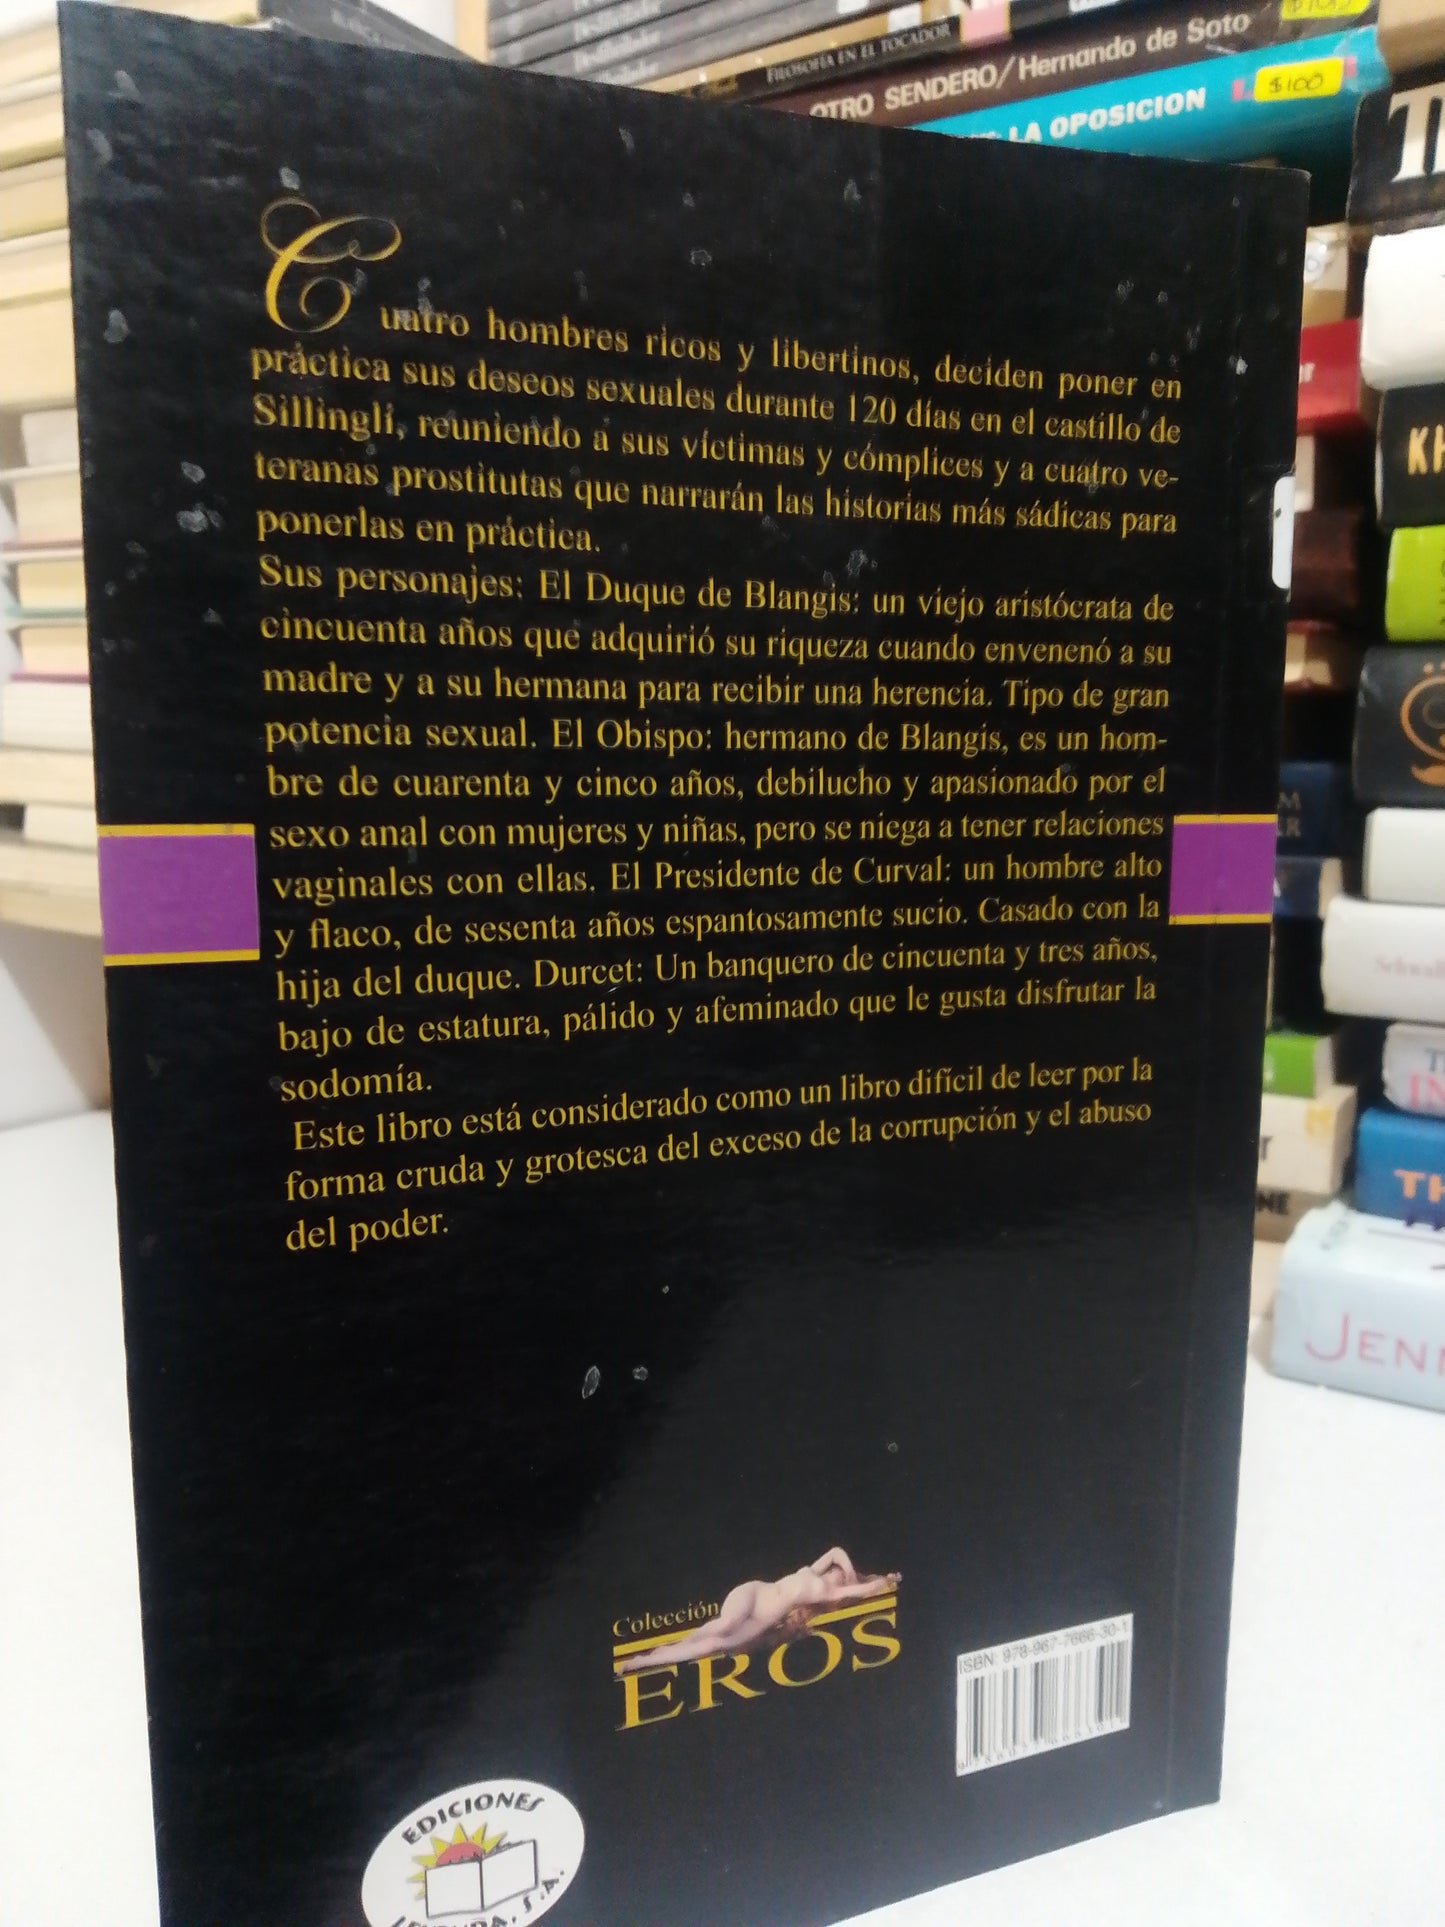 FILOSOFÍA EN EL TOCADOR
OTRO SENDERO/Hernando de Soto
LA OPOSICION
$100
Cuatro hombres ricos y libertinos, deciden poner en
práctica sus deseos sexuales durante 120 días en el castillo de
Sillinglí, reuniendo a sus víctimas y cómplices y a cuatro ve-
teranas prostitutas que narrarán las historias más sádicas para
ponerlas en práctica.
Sus personajes: El Duque de Blangis: un viejo aristócrata de
cincuenta años que adquirió su riqueza cuando envenenó a su
madre y a su hermana para recibir una herencia. Tipo de gran
potencia sexual. El Obispo: hermano de Blangis, es un hom-
bre de cuarenta y cinco años, debilucho y apasionado por el
sexo anal con mujeres y niñas, pero se niega a tener relaciones
vaginales con ellas. El Presidente de Curval: un hombre alto
y flaco, de sesenta años espantosamente sucio. Casado con la
hija del duque. Durcet: Un banquero de cincuenta y tres años,
bajo de estatura, pálido y afeminado que le gusta disfrutar la
sodomía.
Este libro está considerado como un libro difícil de leer por la
forma cruda y grotesca del exceso de la corrupción y el abuso
del poder.
Colección
EROS
ISBN: 978-967-7666-30-1
EDICIONES
S.A.
JEN